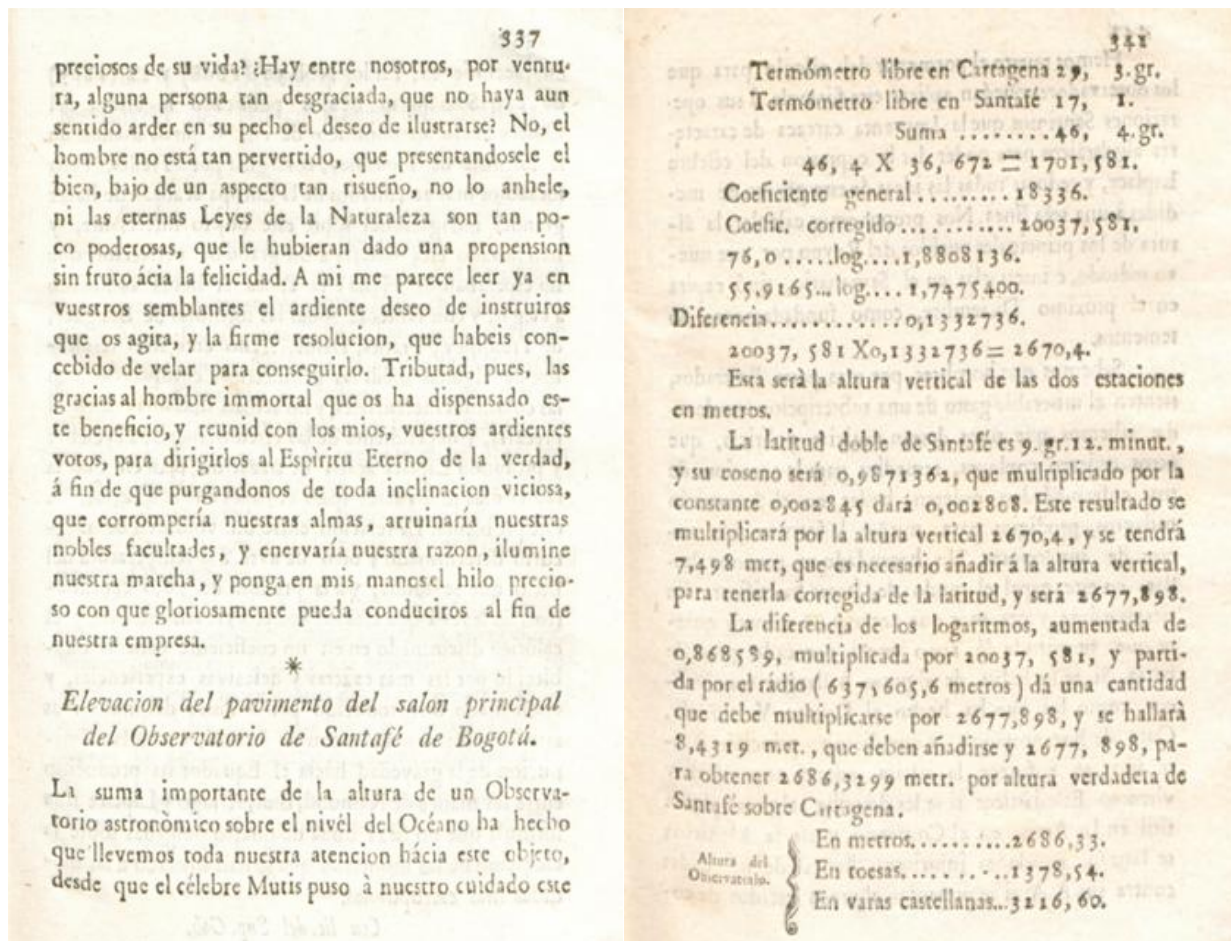 337
preciosos de su vida? ¿Hay entre nosotros, por ventu-
ra, alguna persona tan desgraciada, que no haya aun
sentido arder en su pecho el deseo de ilustrarse? No, el
hombre no está tan pervertido, que presentandosele el
bien, bajo de un aspecto tan risueño, no lo anhele,
ni las eternas Leyes de la Naturaleza son tan po-
co poderosas, que le hubieran dado una propension
sin fruto ácia la felicidad. A mi me parece leer ya en
vuestros semblantes el ardiente deseo de instruiros
que os agita, y la firme resolucion, que habeis con-
cebido de velar para conseguirlo. Tributad, pues, las
gracias al hombre immortal que os ha dispensado es-
te beneficio, y reunid con los mios, vuestros ardientes
votos, para dirigirlos al Espìritu Eterno de la verdad,
á fin de que purgandonos de toda inclinacion viciosa,
que corrompería nuestras almas, arruinaría nuestras
nobles facultades, y enervaría nuestra razon, ilumine
nuestra marcha, y ponga en mis manos el hilo precio-
so con que gloriosamente pueda conduciros al fin de
nuestra empresa.
*
Elevacion del pavimento del salon principal
del Observatorio de Santafé de Bogotá.
La suma importante de la altura de un Observa-
torio astronòmico sobre el nivèl del Océano ha hecho
que llevemos toda nuestra atencion hácia este objeto,
desde que el célebre Mutis puso à nuestro cuidado este
341
Termómetro libre en Cartagena 29, 3.gr.
Termómetro libre en Santafé 17, 1.
Suma ........ 46, 4.gr.
46, 4 X 36, 672 = 1701,581.
Coeficiente general.........18336.
Coefic. corregido ........... 20037,581.
76,0 .....log....1,8808136.
55.9165...log.... 1,7475400.
Diferencia............0,1332736.
20037, 581 X0,1332736= 2670,4.
Esta serà la altura vertical de las dos estaciones
en metros.
La latitud doble de Santafé es 9. gr.12. minut.,
y su coseno será 0,9871362, que multiplicado por la
constante 0,002845 dará 0,002808. Este resultado se
multiplicará por la altura vertical 2670,4, y se tendrá
7,498 met, que es necesario añadir á la altura vertical,
para tenerla corregida de la latitud, y será 2677,898.
La diferencia de los logaritmos, aumentada de
0,868589, multiplicada por 20037, 581, y parti-
da por el rádio ( 6371605,6 metros ) dá una cantidad
que debe multiplicarse por 2677,898, y se hallarà
8,4319 met., que deben añadirse y 2677, 898, pa-
ra obtener 2686,3299 metr. por altura verdadera de
Santafé sobre Cartagena.
Altura del
Observatorio.
En metros..........2686,33.
En toesas..........1378,54.
En varas castellanas...3216,60.